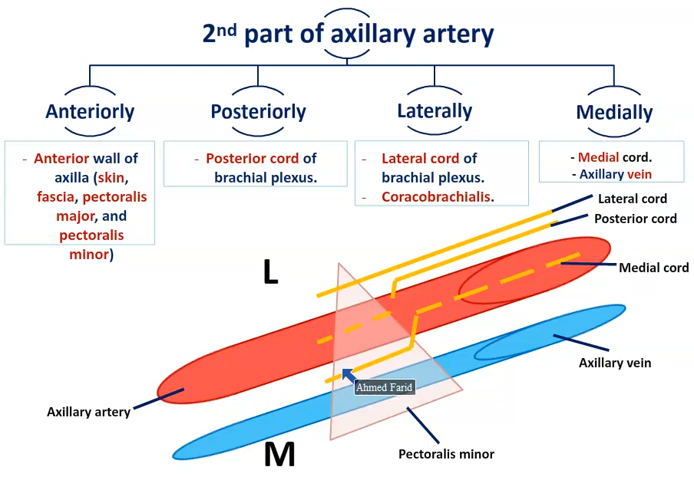 2nd part of axillary artery
Anteriorly
Posteriorly
Laterally
Medially
- Anterior wall of
axilla (skin,
fascia, pectoralis
major, and
pectoralis
minor)
- Posterior cord of
brachial plexus.
- Lateral cord of
brachial plexus.
- Coracobrachialis.
- Medial cord.
- Axillary vein
Lateral cord
Posterior cord
L
Medial cord
Axillary vein
Ahmed Farid
Axillary artery
M
Pectoralis minor